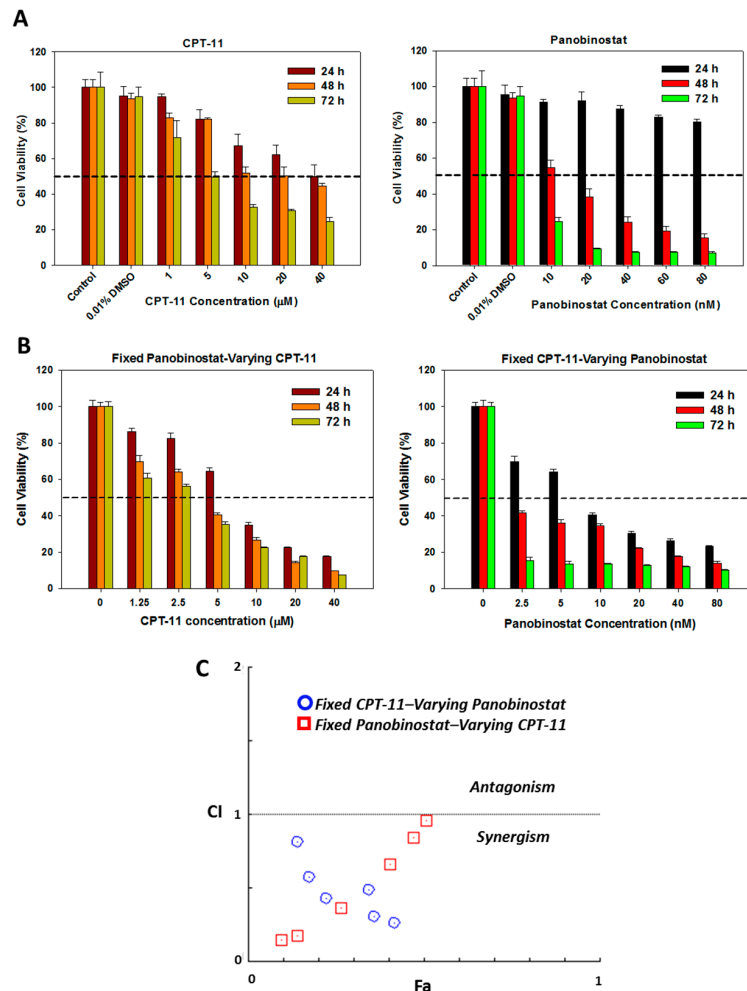 A
CPT-11
120
100
80
60
40
20
0
Cell Viability (%)
24 h
48 h
72 h
Control
0.01% DMSO
1
5
10
20
40
CPT-11 Concentration (μM)
Panobinostat
120
100
80
60
40
20
0
Cell Viability (%)
24 h
48 h
72 h
Control
0.01% DMSO
10
20
40
60
80
Panobinostat Concentration (nM)
B
Fixed Panobinostat-Varying CPT-11
120
100
80
60
40
20
0
Cell Viability (%)
24 h
48 h
72 h
0 1.25 2.5 5 10 20 40
CPT-11 concentration (μM)
Fixed CPT-11-Varying Panobinostat
120
100
80
60
40
20
0
Cell Viability (%)
24 h
48 h
72 h
0 2.5 5 10 20 40 80
Panobinostat Concentration (nM)
C
2
Fixed CPT-11–Varying Panobinostat
Fixed Panobinostat–Varying CPT-11
Antagonism
CI 1
Synergism
0
0 1
Fa